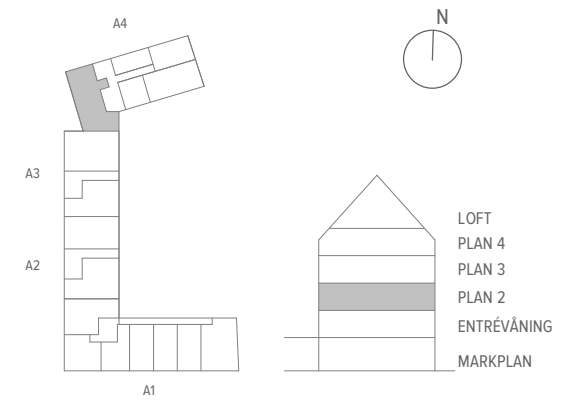 A4
N
A3
A2
A1
LOFT
PLAN 4
PLAN 3
PLAN 2
ENTRÉVÅNING
MARKPLAN